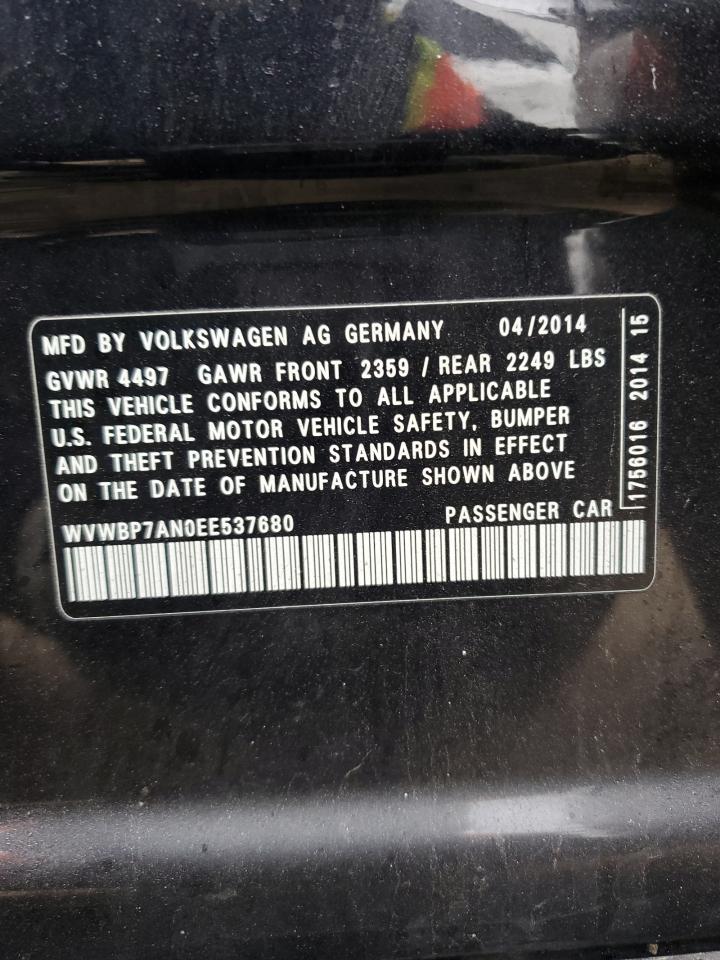 MFD BY VOLKSWAGEN AG GERMANY 04/2014
GVWR 4497 GAWR FRONT 2359 / REAR 2249 LBS
THIS VEHICLE CONFORMS TO ALL APPLICABLE
U.S. FEDERAL MOTOR VEHICLE SAFETY, BUMPER
AND THEFT PREVENTION STANDARDS IN EFFECT
ON THE DATE OF MANUFACTURE SHOWN ABOVE
WVWBP7AN0EE537680 PASSENGER CAR
1756016 2014 15